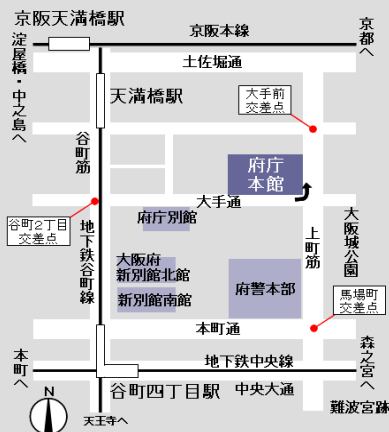 京阪天満橋駅
京阪本線
京都へ
淀屋橋・中之島へ
土佐堀通
天満橋駅
大手前
交差点
谷町筋
府庁
本館
大手通
谷町2丁目
交差点
府庁別館
地下鉄谷町線
上町筋
大阪城公園
大阪府
新別館北館
新別館南館
府警本部
馬場町
交差点
本町通
本町へ
地下鉄中央線
森之宮へ
谷町四丁目駅
中央大通
N
天王寺へ
難波宮跡